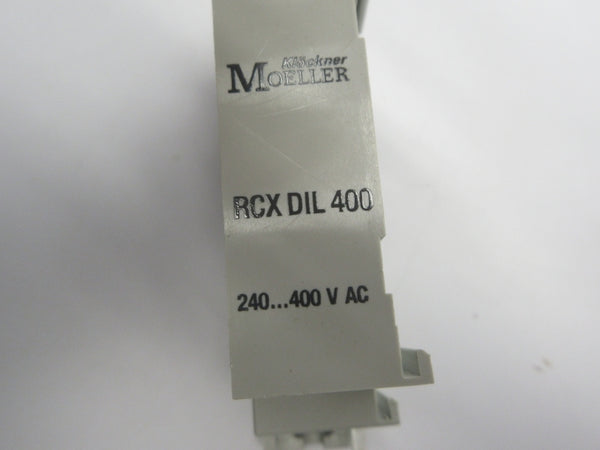 Klöckner
MOELLER
RCX DIL 400
240...400 V AC